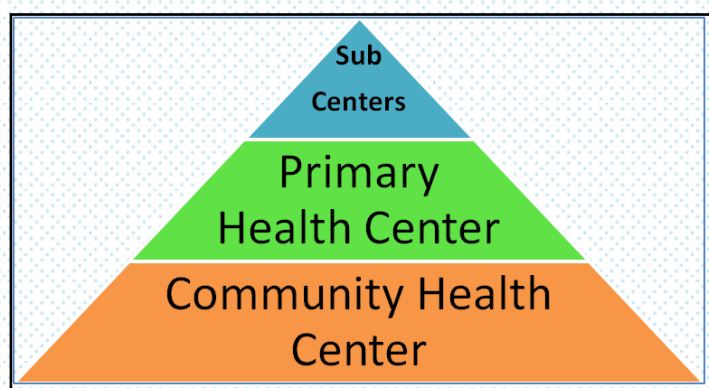 Sub
Centers
Primary
Health Center
Community Health
Center